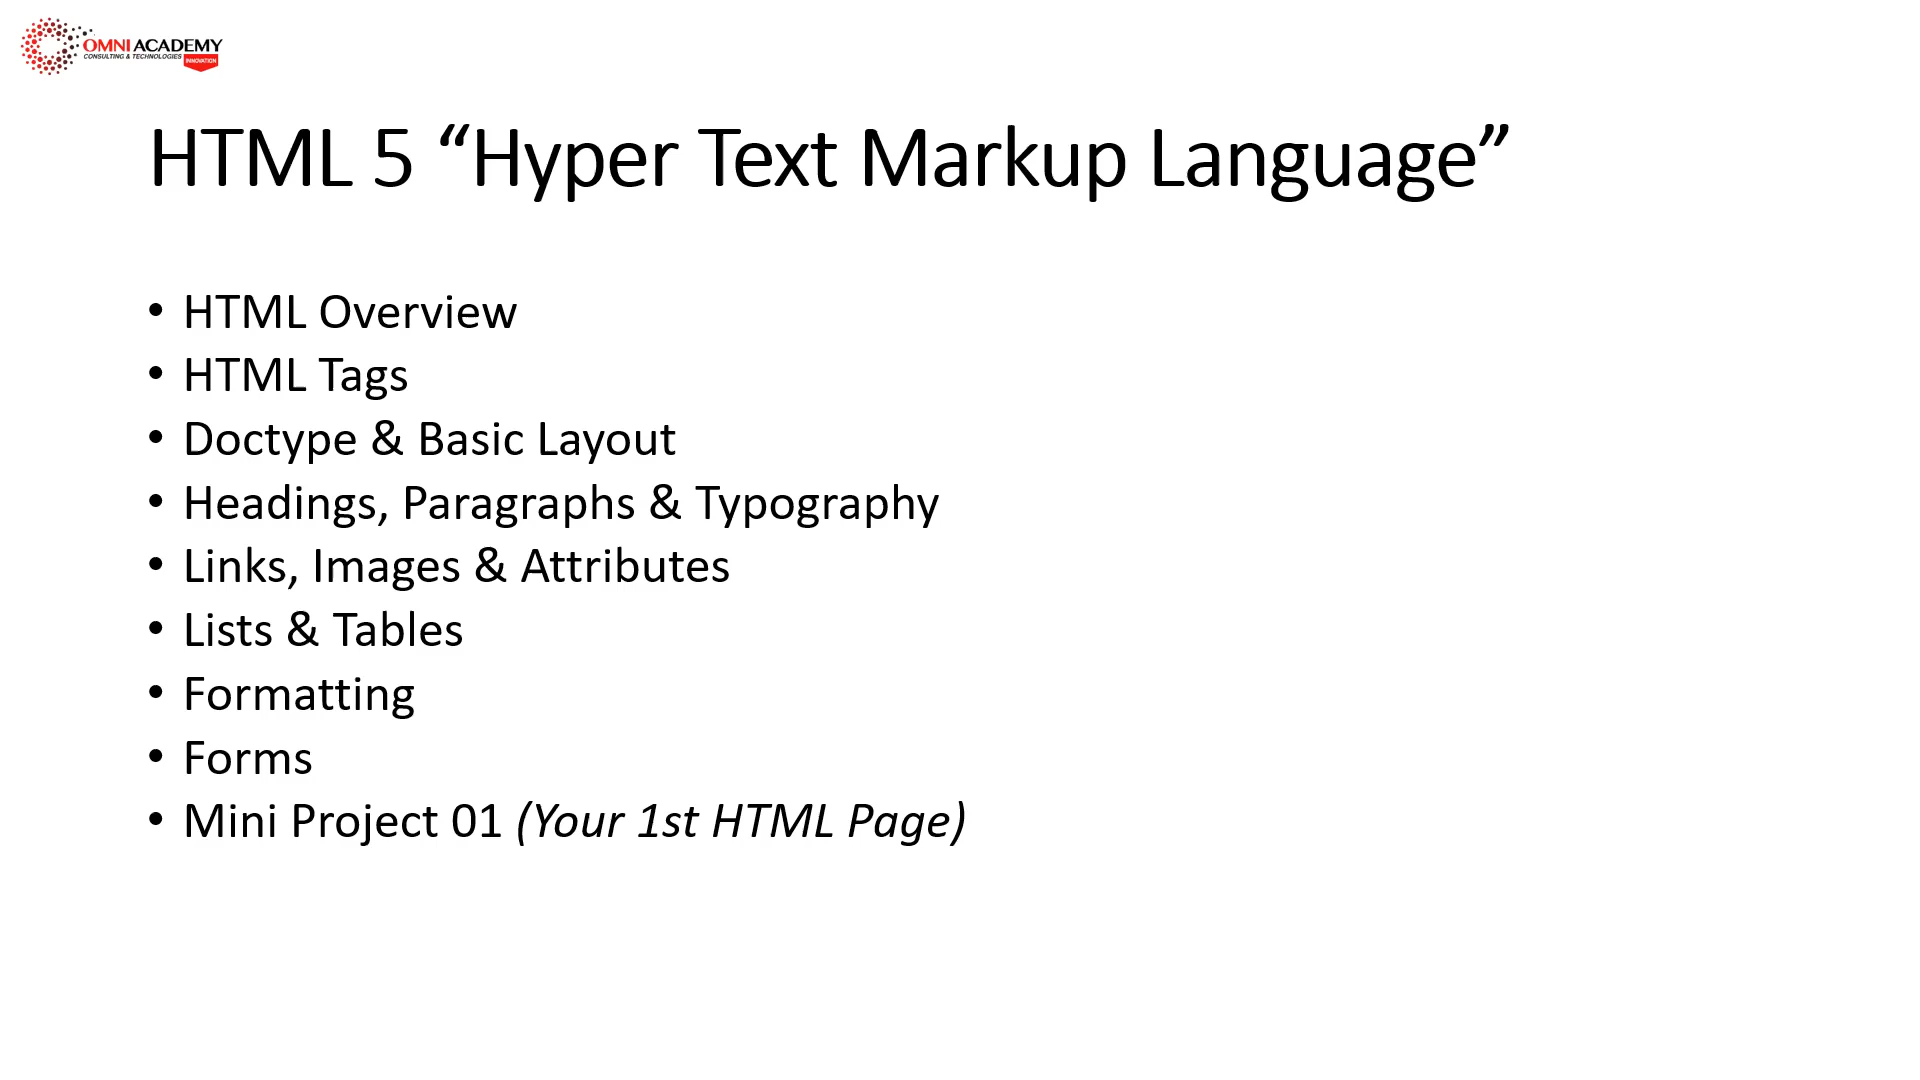 OMNI ACADEMY
CONSULTING & TECHNOLOGIES
INNOVATION
HTML 5 “Hyper Text Markup Language”
• HTML Overview
• HTML Tags
• Doctype & Basic Layout
• Headings, Paragraphs & Typography
• Links, Images & Attributes
• Lists & Tables
• Formatting
• Forms
• Mini Project 01 (Your 1st HTML Page)